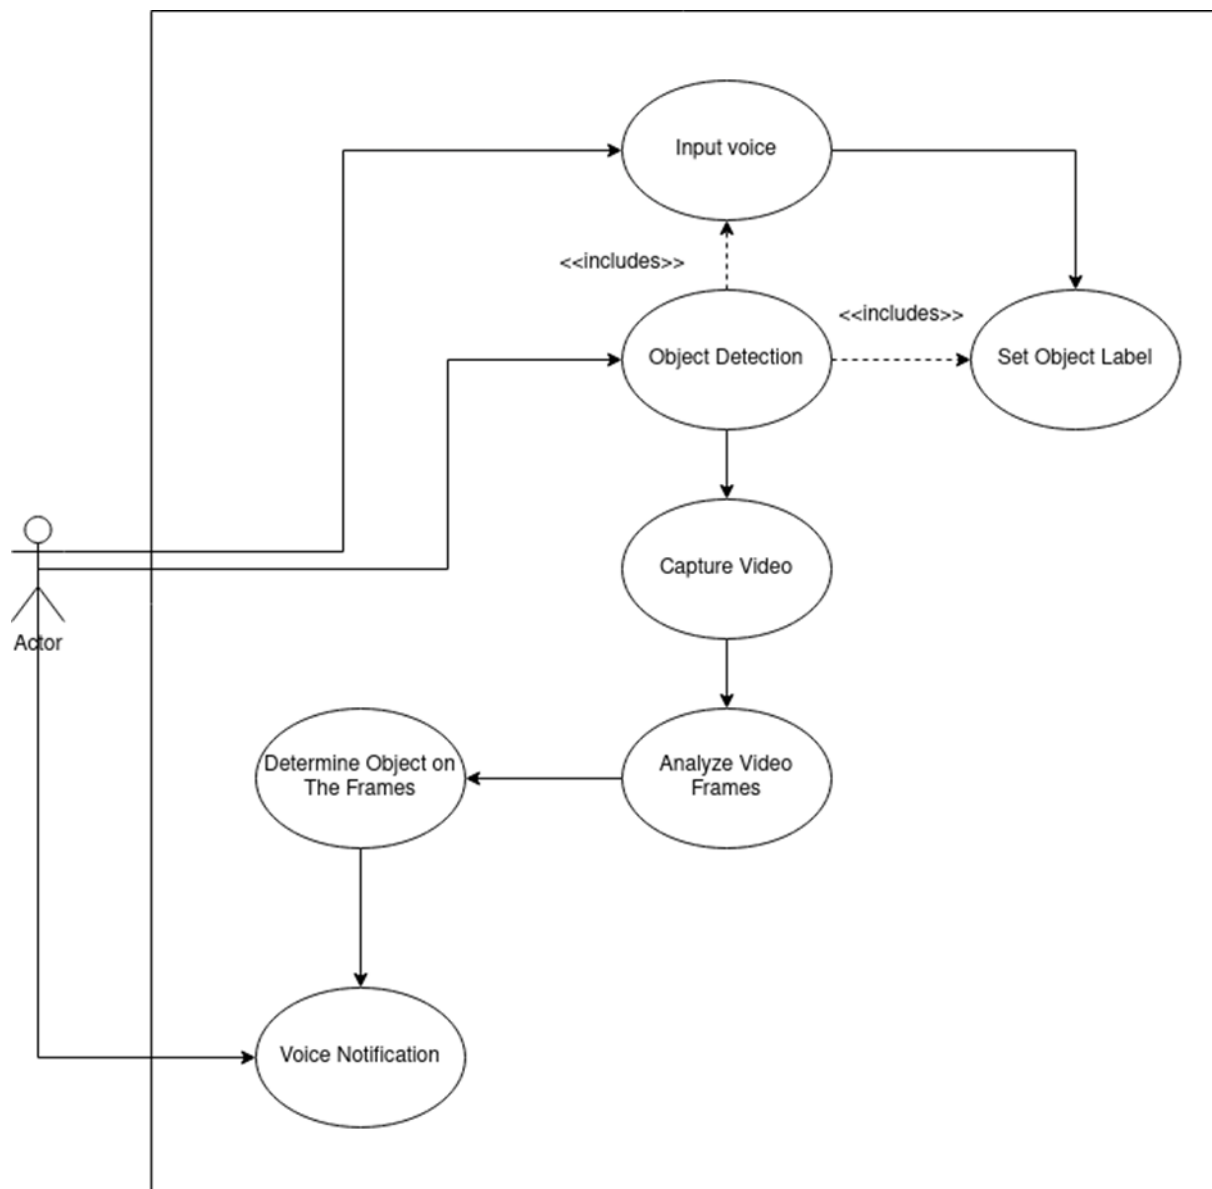 Input voice
<<includes>>
<<includes>>
Object Detection
Set Object Label
Capture Video
Actor
Determine Object on
The Frames
Analyze Video
Frames
Voice Notification